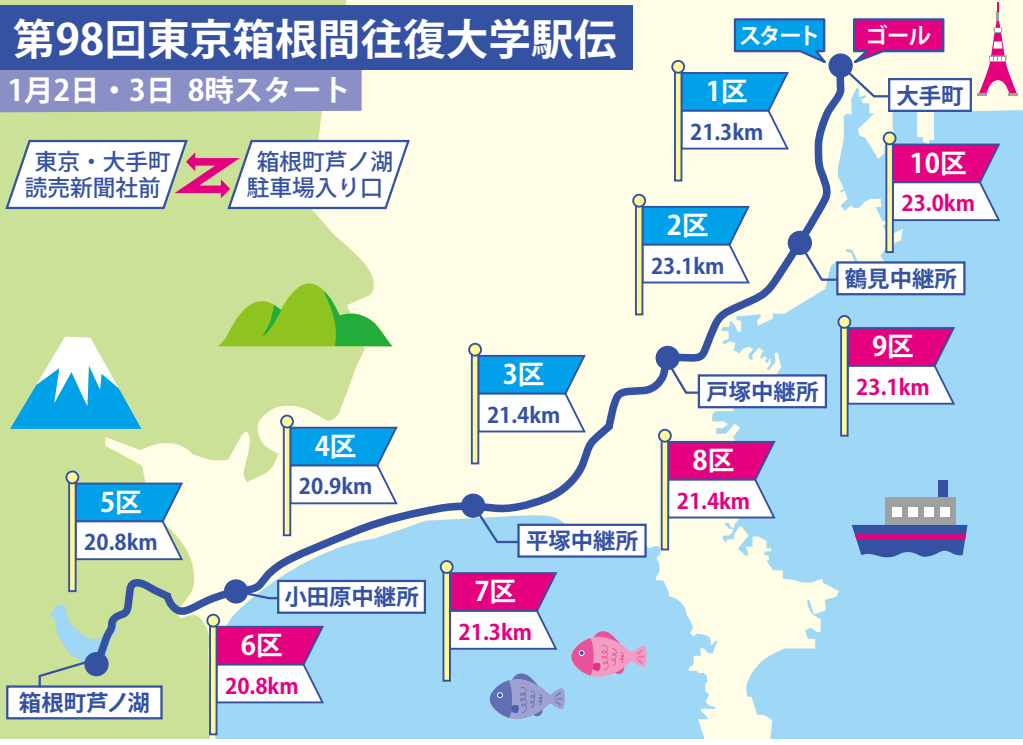 第98回東京箱根間往復大学駅伝
1月2日・3日 8時スタート
東京・大手町
読売新聞社前
箱根町芦ノ湖
駐車場入り口
スタート
ゴール
大手町
1区
21.3km
10区
23.0km
2区
23.1km
鶴見中継所
9区
23.1km
3区
21.4km
戸塚中継所
8区
21.4km
4区
20.9km
平塚中継所
5区
20.8km
小田原中継所
7区
21.3km
6区
20.8km
箱根町芦ノ湖